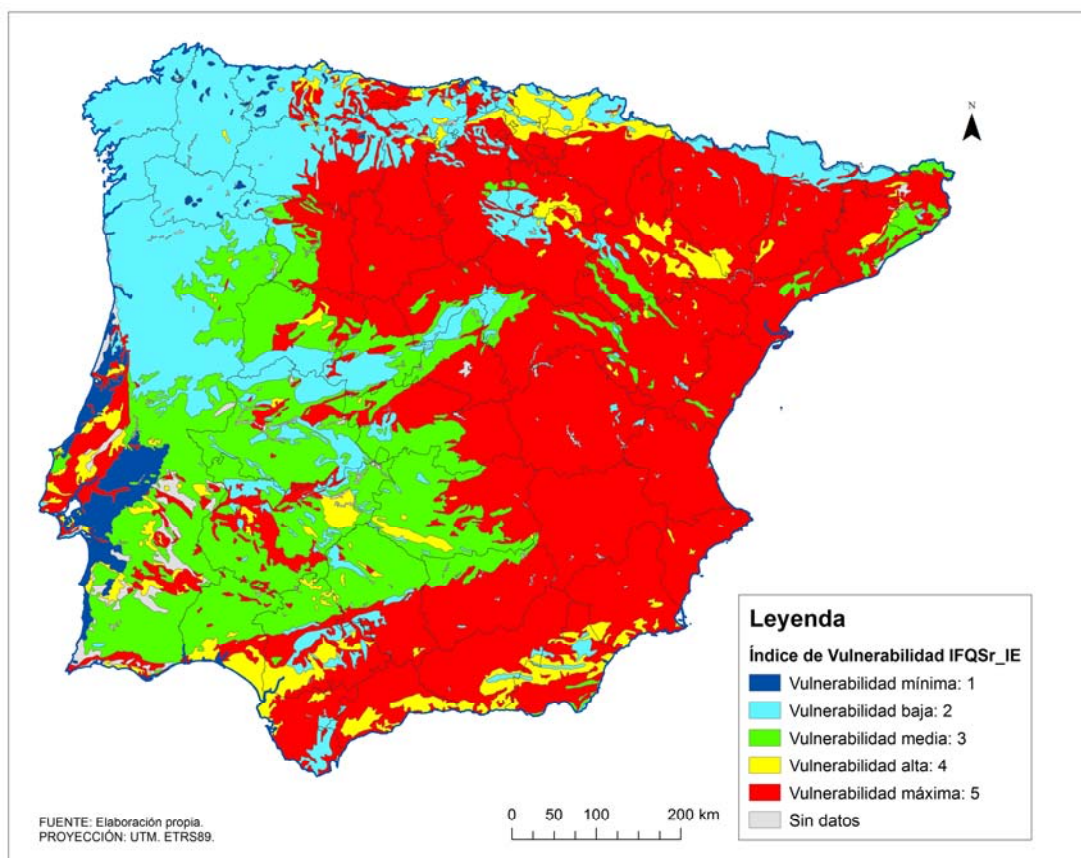 N
Leyenda
Índice de Vulnerabilidad IFQSr_IE
Vulnerabilidad mínima: 1
Vulnerabilidad baja: 2
Vulnerabilidad media: 3
Vulnerabilidad alta: 4
Vulnerabilidad máxima: 5
Sin datos
FUENTE: Elaboración propia.
PROYECCIÓN: UTM. ETRS89.
0 50 100 200 km